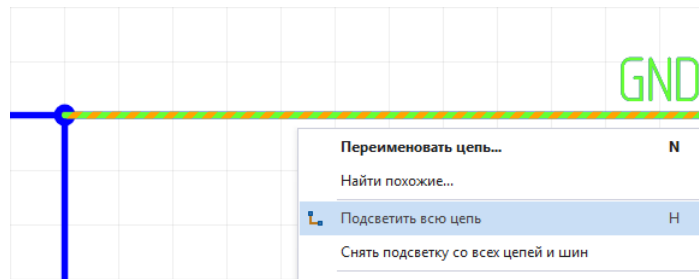 GND
Переименовать цепь... N
Найти похожие...
Подсветить всю цепь H
Снять подсветку со всех цепей и шин